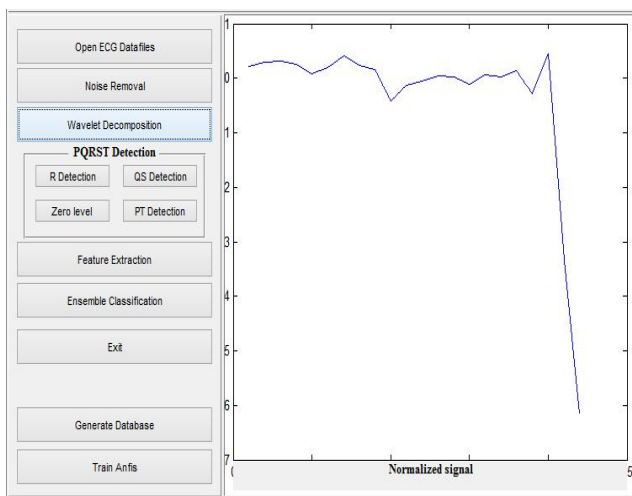 Open ECG Datafiles
Noise Removal
Wavelet Decomposition
PQRST Detection
R Detection QS Detection
Zero level PT Detection
Feature Extraction
Ensemble Classification
Exit
Generate Database
Train Anfis
1
0
1
2
3
4
5
6
7
0 5
Normalized signal